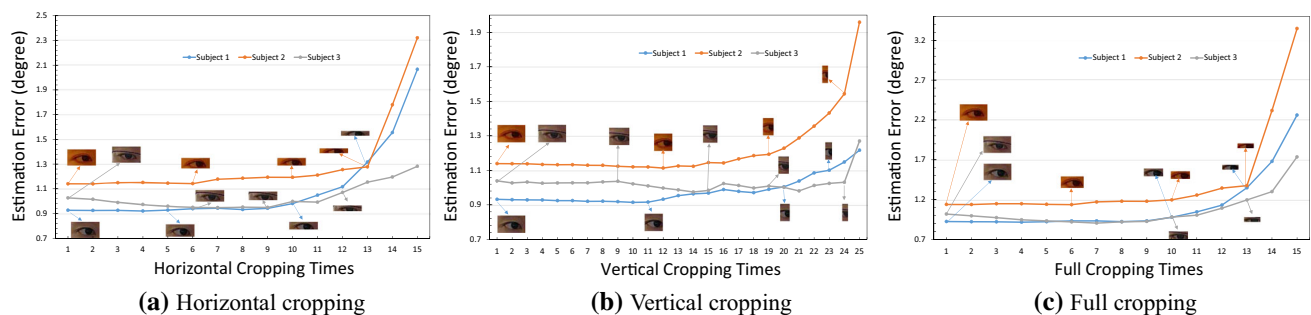 Estimation Error (degree)
2.5
2.3
2.1
1.9
1.7
1.5
1.3
1.1
0.9
0.7
Subject 1 Subject 2 Subject 3
1 2 3 4 5 6 7 8 9 10 11 12 13 14 15
Horizontal Cropping Times
(a) Horizontal cropping
Estimation Error (degree)
1.9
1.7
1.5
1.3
1.1
0.9
0.7
Subject 1 Subject 2 Subject 3
1 2 3 4 5 6 7 8 9 10 11 12 13 14 15 16 17 18 19 20 21 22 23 24 25
Vertical Cropping Times
(b) Vertical cropping
Estimation Error (degree)
3.2
2.7
2.2
1.7
1.2
0.7
Subject 1 Subject 2 Subject 3
1 2 3 4 5 6 7 8 9 10 11 12 13 14 15
Full Cropping Times
(c) Full cropping